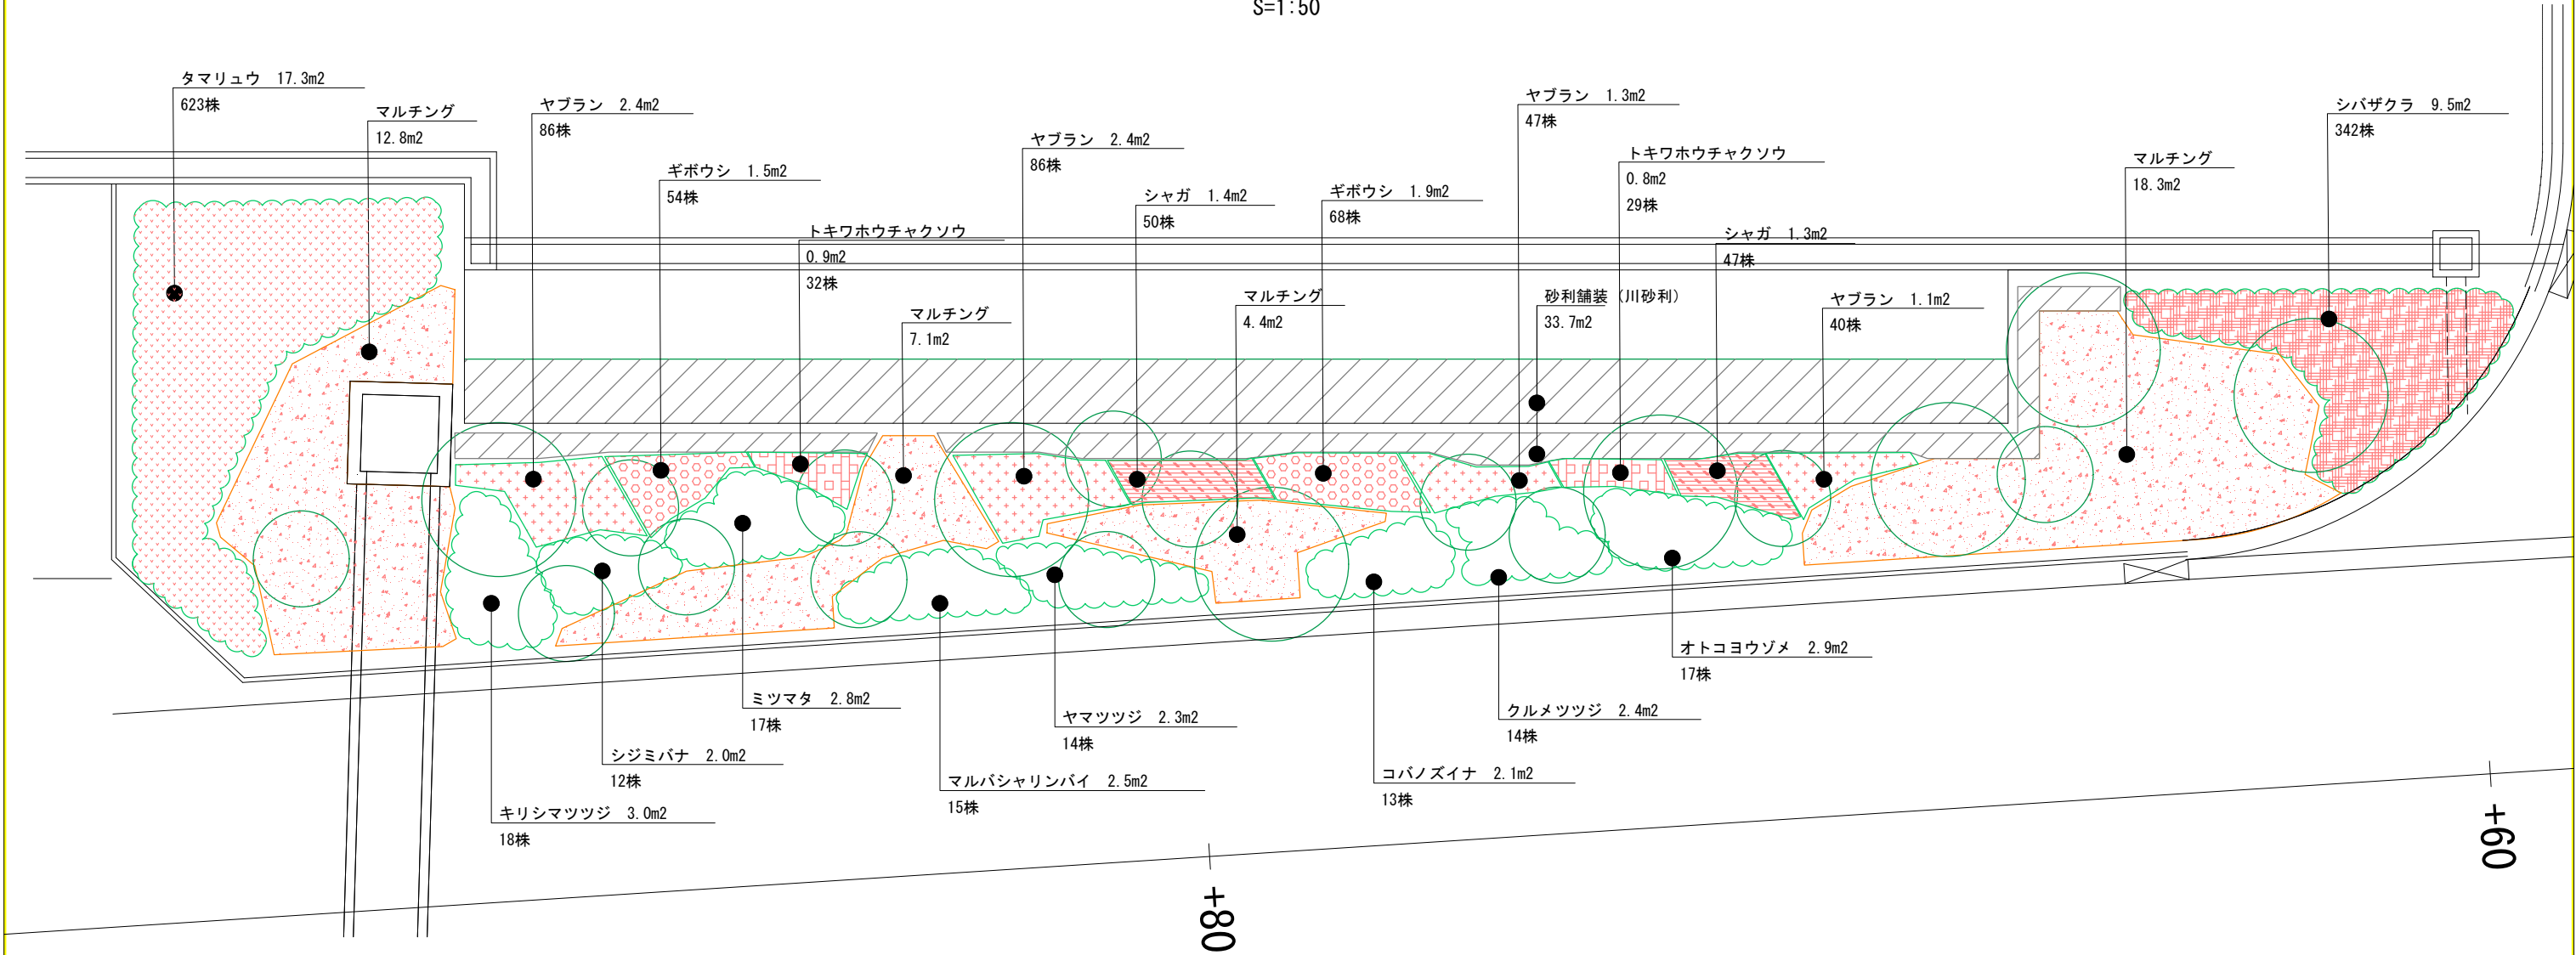 S=1:50
タマリュウ 17.3m2
623株
マルチング
12.8m2
ヤブラン 2.4m2
86株
ギボウシ 1.5m2
54株
トキワホウチャクソウ
0.9m2
32株
マルチング
7.1m2
ヤブラン 2.4m2
86株
シャガ 1.4m2
50株
マルチング
4.4m2
ギボウシ 1.9m2
68株
ヤブラン 1.3m2
47株
砂利舗装（川砂利）
33.7m2
トキワホウチャクソウ
0.8m2
29株
シャガ 1.3m2
47株
ヤブラン 1.1m2
40株
マルチング
18.3m2
シバザクラ 9.5m2
342株
キリシマツツジ 3.0m2
18株
シジミバナ 2.0m2
12株
ミツマタ 2.8m2
17株
マルバシャリンバイ 2.5m2
15株
ヤマツツジ 2.3m2
14株
コバノズイナ 2.1m2
13株
クルメツツジ 2.4m2
14株
オトコヨウゾメ 2.9m2
17株
+80
+60